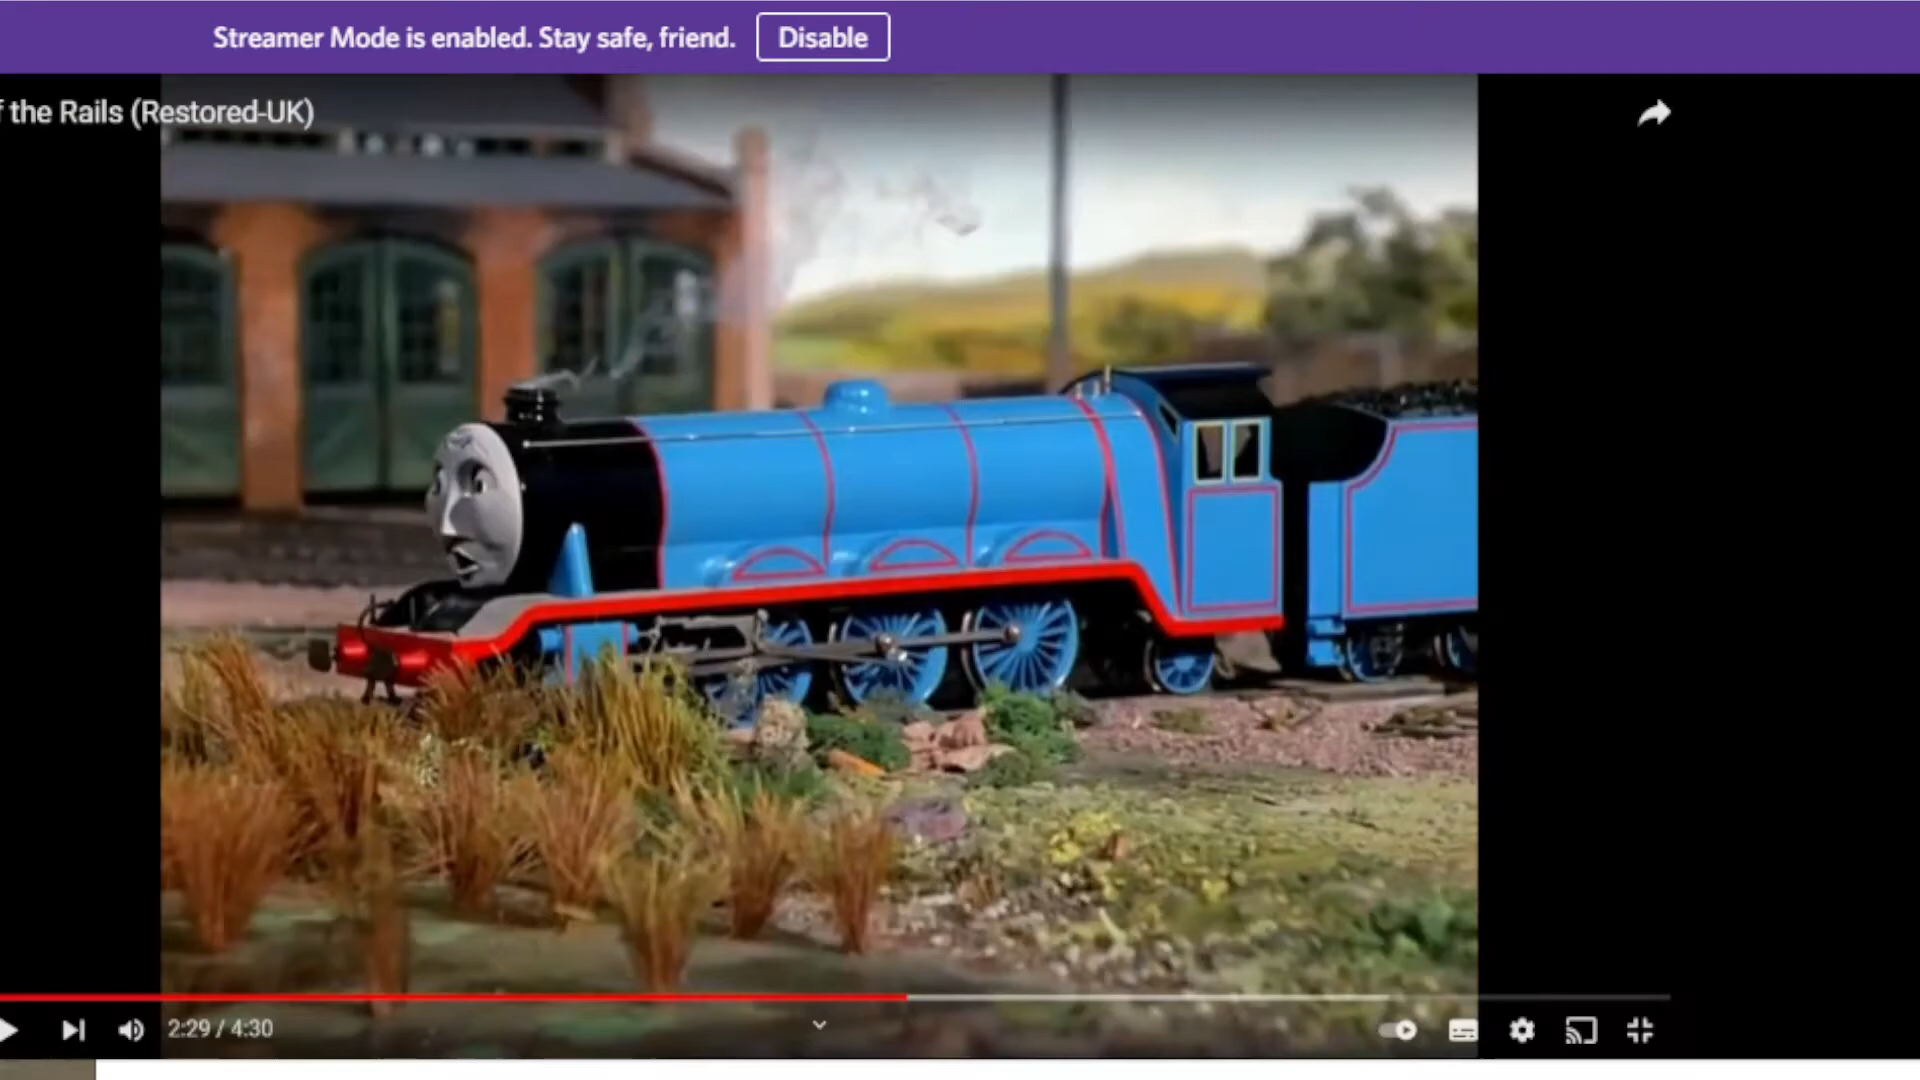 Streamer Mode is enabled. Stay safe, friend. Disable
f the Rails (Restored-UK)
2:29 / 4:30